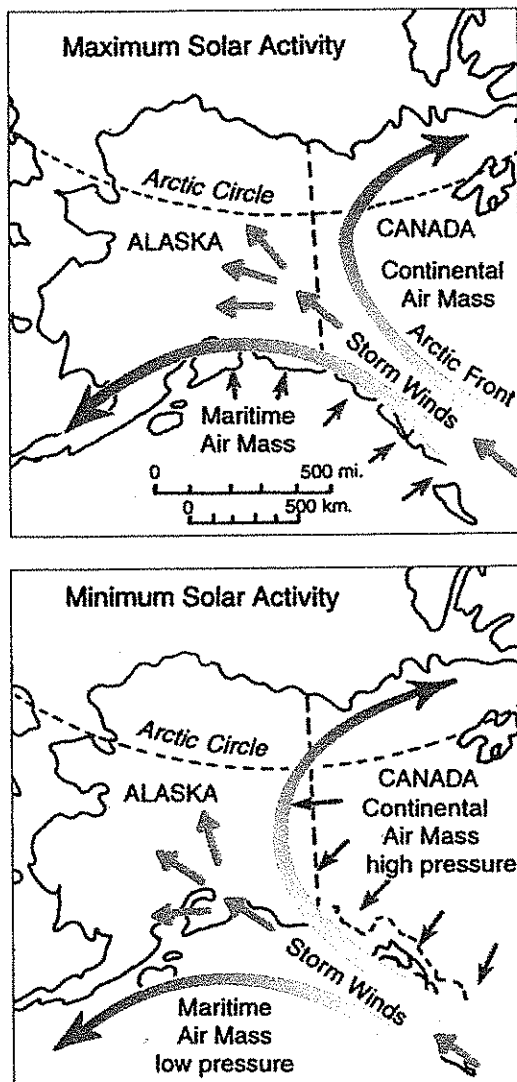 Maximum Solar Activity
Arctic Circle
ALASKA
CANADA
Continental
Air Mass
Arctic Front
Storm Winds
Maritime
Air Mass
0 500 mi.
0 500 km.
Minimum Solar Activity
Arctic Circle
ALASKA
CANADA
Continental
Air Mass
high pressure
Storm Winds
Maritime
Air Mass
low pressure